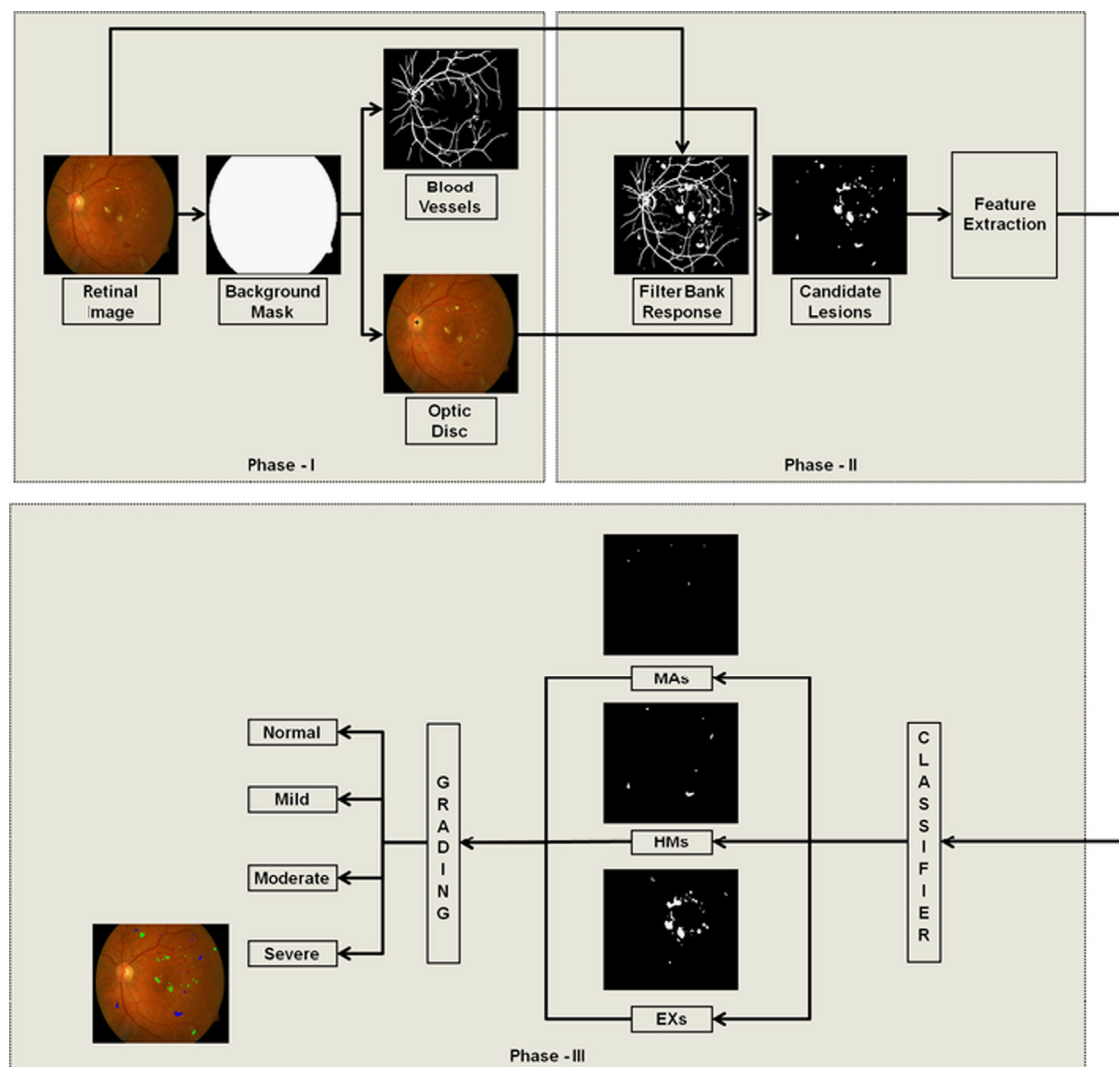 Blood
Vessels
Retinal
Image
Background
Mask
Optic
Disc
Phase - I
Filter Bank
Response
Candidate
Lesions
Feature
Extraction
Phase - II
MAs
HMs
EXs
CLASSIFIER
GRADING
Normal
Mild
Moderate
Severe
Phase - III